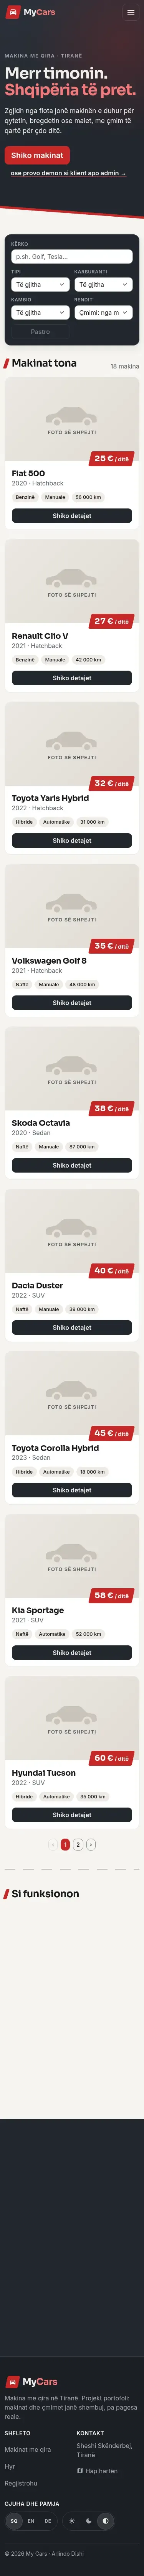 MyCars
MAKINA ME QIRA · TIRANË
Merr timonin.
Shqipëria të pret.
Zgjidh nga flota jonë makinën e duhur për
qytetin, bregdetin ose malet, me çmim të
qartë për çdo ditë.
Shiko makinat
ose provo demon si klient apo admin →
KËRKO
p.sh. Golf, Tesla...
TIPI
KARBURANTI
Të gjitha
Të gjitha
KAMBIO
RENDIT
Të gjitha
Çmimi: nga m
Pastro
Makinat tona
18 makina
FOTO SË SHPEJTI
25 € / ditë
Fiat 500
2020 · Hatchback
Benzinë
Manuale
56 000 km
Shiko detajet
FOTO SË SHPEJTI
27 € / ditë
Renault Clio V
2021 · Hatchback
Benzinë
Manuale
42 000 km
Shiko detajet
FOTO SË SHPEJTI
32 € / ditë
Toyota Yaris Hybrid
2022 · Hatchback
Hibride
Automatike
31 000 km
Shiko detajet
FOTO SË SHPEJTI
35 € / ditë
Volkswagen Golf 8
2021 · Hatchback
Naftë
Manuale
48 000 km
Shiko detajet
FOTO SË SHPEJTI
38 € / ditë
Skoda Octavia
2020 · Sedan
Naftë
Manuale
67 000 km
Shiko detajet
FOTO SË SHPEJTI
40 € / ditë
Dacia Duster
2022 · SUV
Naftë
Manuale
39 000 km
Shiko detajet
FOTO SË SHPEJTI
45 € / ditë
Toyota Corolla Hybrid
2023 · Sedan
Hibride
Automatike
18 000 km
Shiko detajet
FOTO SË SHPEJTI
58 € / ditë
Kia Sportage
2021 · SUV
Naftë
Automatike
52 000 km
Shiko detajet
FOTO SË SHPEJTI
60 € / ditë
Hyundai Tucson
2022 · SUV
Hibride
Automatike
35 000 km
Shiko detajet
‹ 1 2 ›
Si funksionon
MyCars
Makina me qira në Tiranë. Projekt portofoli:
makinat dhe çmimet janë shembuj, pa pagesa
reale.
SHFLETO
KONTAKT
Makinat me qira
Hyr
Regjistrohu
Sheshi Skënderbej,
Tiranë
Hap hartën
GJUHA DHE PAMJA
SQ EN DE
© 2026 My Cars · Arlindo Dishi